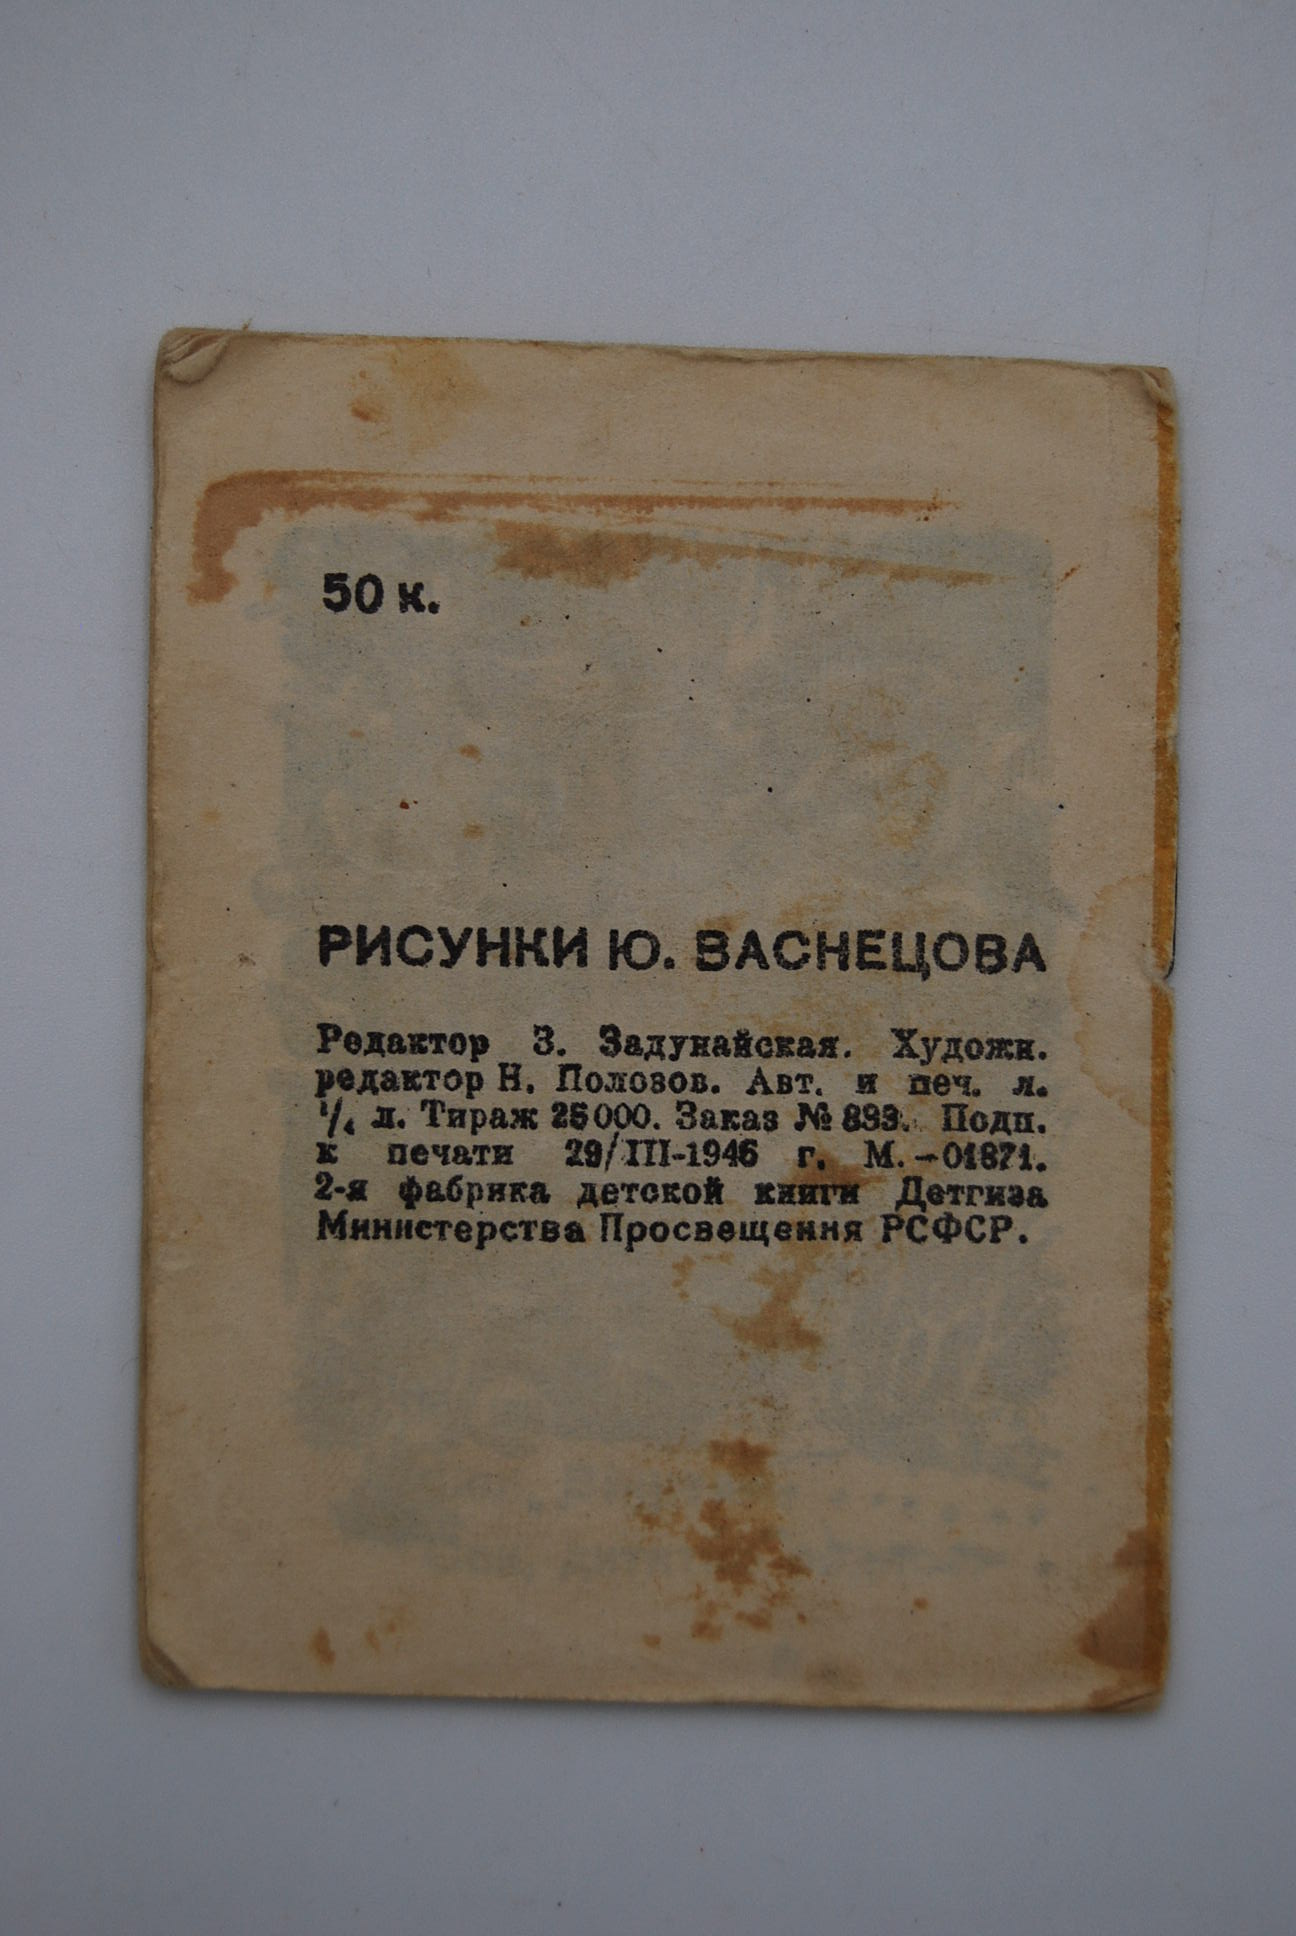 50 к.
РИСУНКИ Ю. ВАСНЕЦОВА
Редактор З. Задунайская. Художн.
редактор Н. Полозов. Авт. и печ. л.
¹/₄ л. Тираж 25000. Заказ № 893. Подп.
к печати 29/III-1946 г. М.-01871.
2-я фабрика детской книги Детгиза
Министерства Просвещения РСФСР.